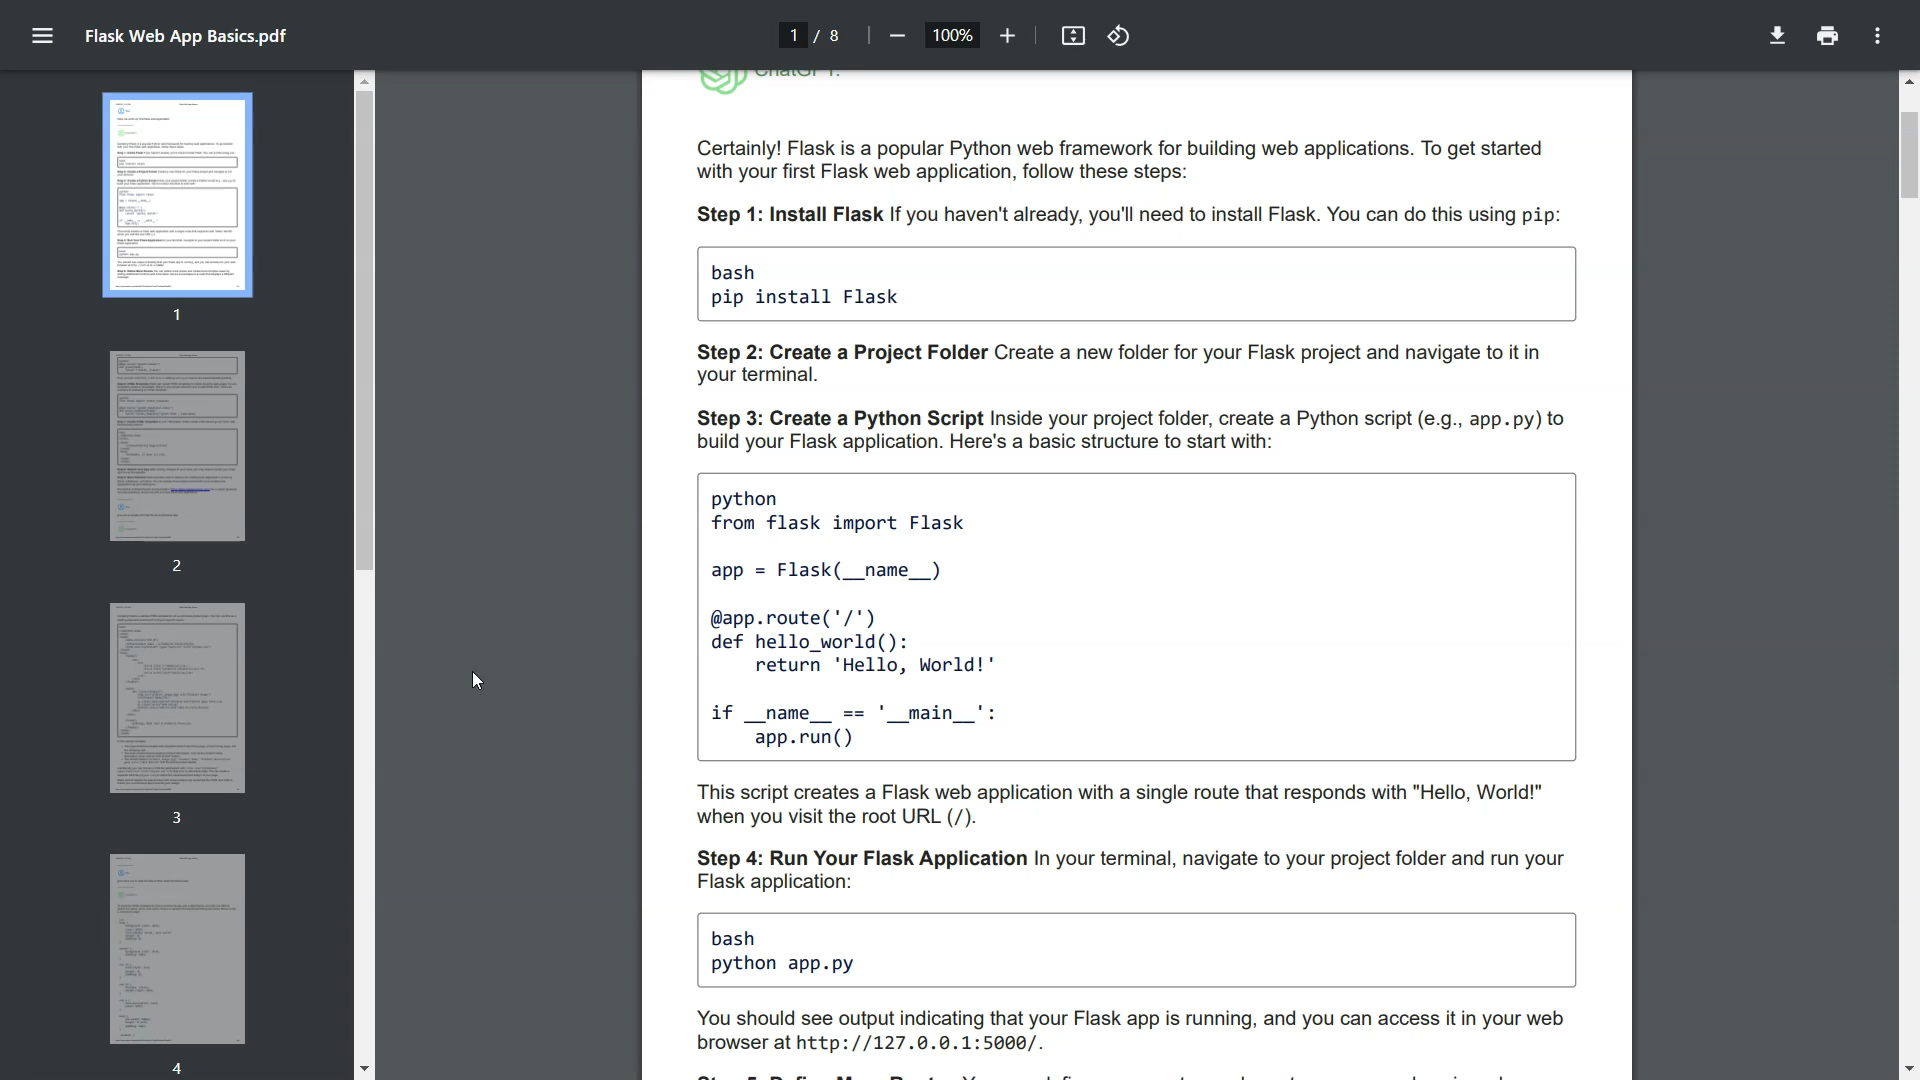 Flask Web App Basics.pdf
1 / 8
100%
1
2
3
4
ChatGPT:
Certainly! Flask is a popular Python web framework for building web applications. To get started
with your first Flask web application, follow these steps:
Step 1: Install Flask If you haven't already, you'll need to install Flask. You can do this using pip:
bash
pip install Flask
Step 2: Create a Project Folder Create a new folder for your Flask project and navigate to it in
your terminal.
Step 3: Create a Python Script Inside your project folder, create a Python script (e.g., app.py) to
build your Flask application. Here's a basic structure to start with:
python
from flask import Flask
app = Flask(__name__)
@app.route('/')
def hello_world():
return 'Hello, World!'
if __name__ == '__main__':
app.run()
This script creates a Flask web application with a single route that responds with "Hello, World!"
when you visit the root URL (/).
Step 4: Run Your Flask Application In your terminal, navigate to your project folder and run your
Flask application:
bash
python app.py
You should see output indicating that your Flask app is running, and you can access it in your web
browser at http://127.0.0.1:5000/.